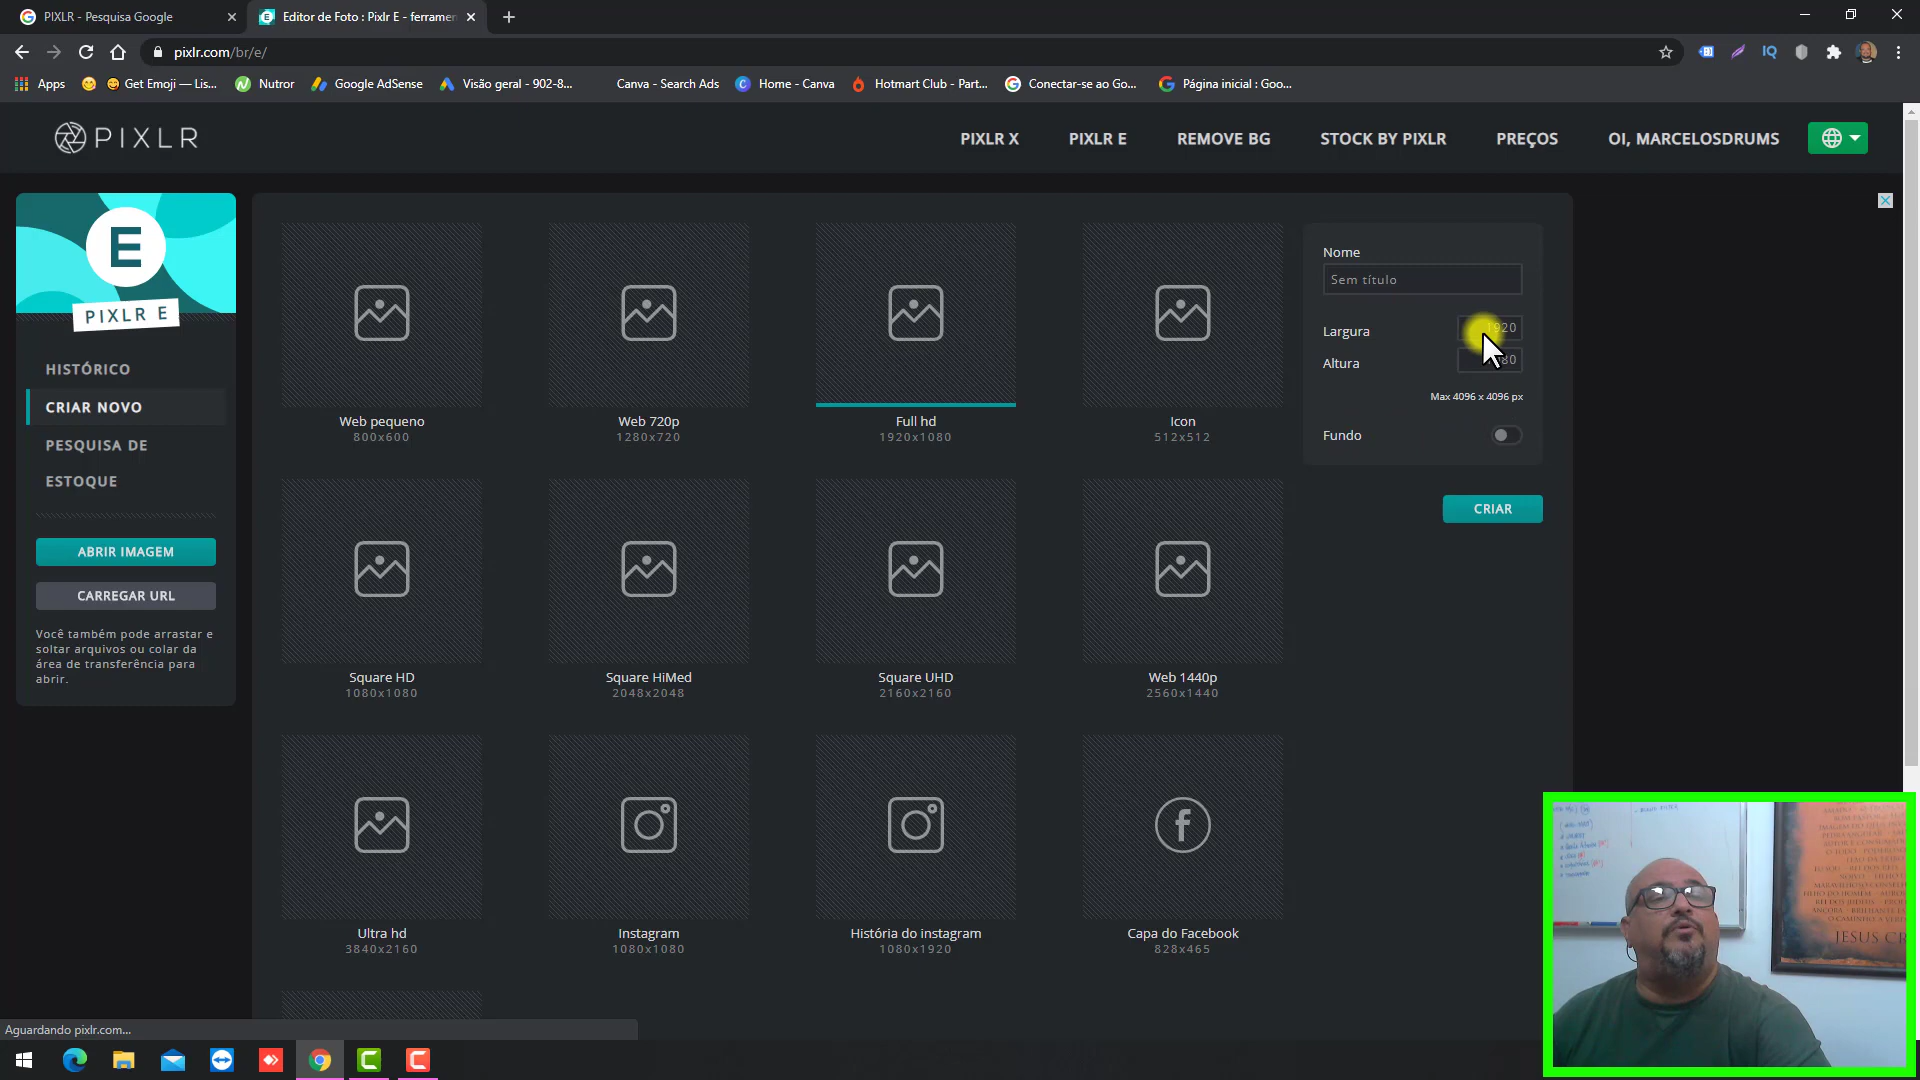 PIXLR - Pesquisa Google
Editor de Foto : Pixlr E - ferramen
pixlr.com/br/e/
Apps
Get Emoji — Lis...
Nutror
Google AdSense
Visão geral - 902-8...
Canva - Search Ads
Home - Canva
Hotmart Club - Part...
Conectar-se ao Go...
Página inicial : Goo...
PIXLR
PIXLR X
PIXLR E
REMOVE BG
STOCK BY PIXLR
PREÇOS
OI, MARCELOSDRUMS
E
PIXLR E
HISTÓRICO
CRIAR NOVO
PESQUISA DE
ESTOQUE
ABRIR IMAGEM
CARREGAR URL
Você também pode arrastar e
soltar arquivos ou colar da
área de transferência para
abrir.
Web pequeno
800x600
Web 720p
1280x720
Full hd
1920x1080
Icon
512x512
Square HD
1080x1080
Square HiMed
2048x2048
Square UHD
2160x2160
Web 1440p
2560x1440
Ultra hd
3840x2160
Instagram
1080x1080
História do instagram
1080x1920
Capa do Facebook
828x465
Nome
Sem título
Largura
1920
Altura
Max 4096 x 4096 px
Fundo
CRIAR
Aguardando pixlr.com...
JESUS CR